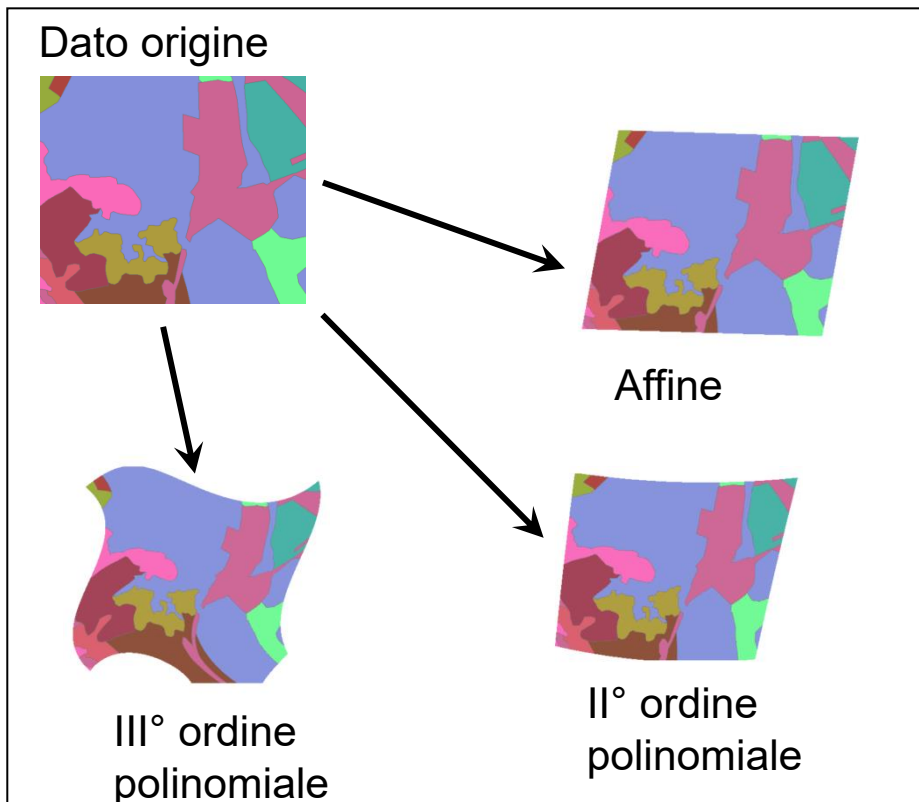 Dato origine
Affine
III° ordine
polinomiale
II° ordine
polinomiale